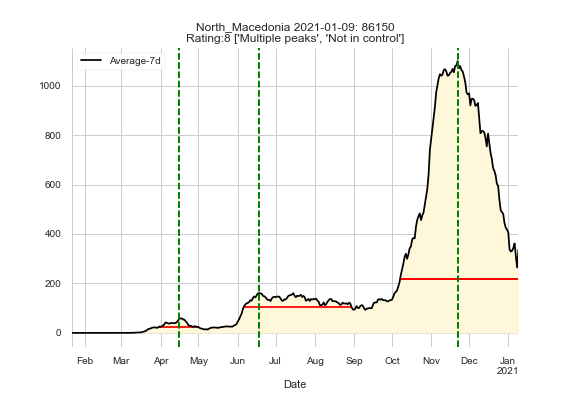 North_Macedonia 2021-01-09: 86150
Rating:8 ['Multiple peaks', 'Not in control']
Average-7d
1000
800
600
400
200
0
Feb Mar Apr May Jun Jul Aug Sep Oct Nov Dec Jan
2021
Date